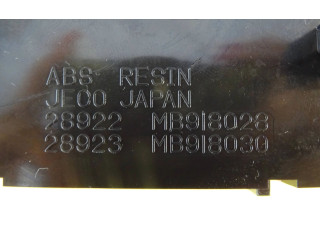 ABS RESIN
JECO JAPAN
28922 MB918028
28923 MB918030